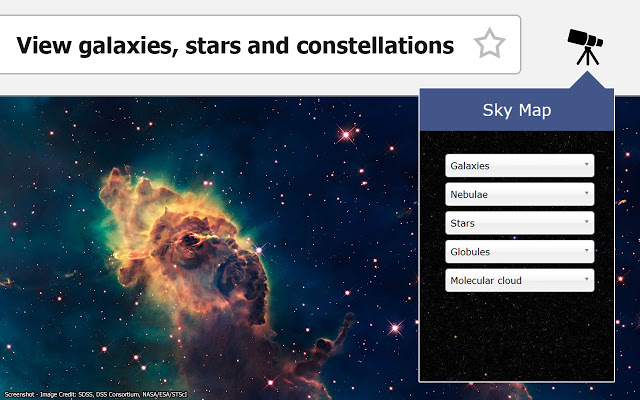 View galaxies, stars and constellations
Sky Map
Galaxies
Nebulae
Stars
Globules
Molecular cloud
Screenshot - Image Credit: SDSS, DSS Consortium, NASA/ESA/STScI